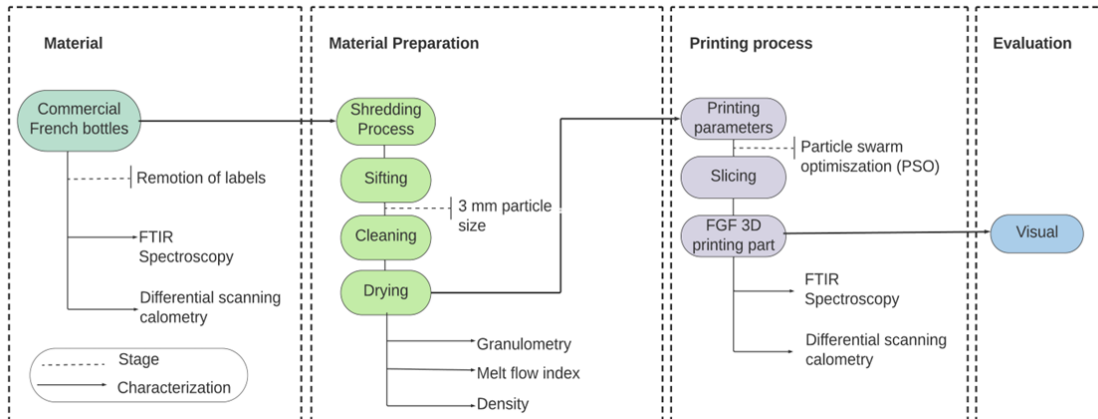 Material
Commercial
French bottles
Remotion of labels
FTIR
Spectroscopy
Differential scanning
calometry
Stage
Characterization
Material Preparation
Shredding
Process
Sifting
3 mm particle
size
Cleaning
Drying
Granulometry
Melt flow index
Density
Printing process
Printing
parameters
Particle swarm
optimiszation (PSO)
Slicing
FGF 3D
printing part
FTIR
Spectroscopy
Differential scanning
calometry
Evaluation
Visual